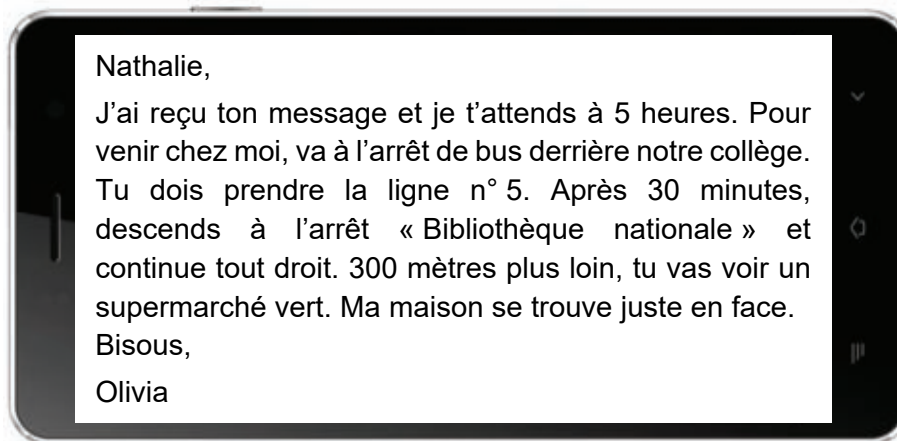 Nathalie,
J’ai reçu ton message et je t’attends à 5 heures. Pour
venir chez moi, va à l’arrêt de bus derrière notre collège.
Tu dois prendre la ligne n° 5. Après 30 minutes,
descends à l’arrêt « Bibliothèque nationale » et
continue tout droit. 300 mètres plus loin, tu vas voir un
supermarché vert. Ma maison se trouve juste en face.
Bisous,
Olivia